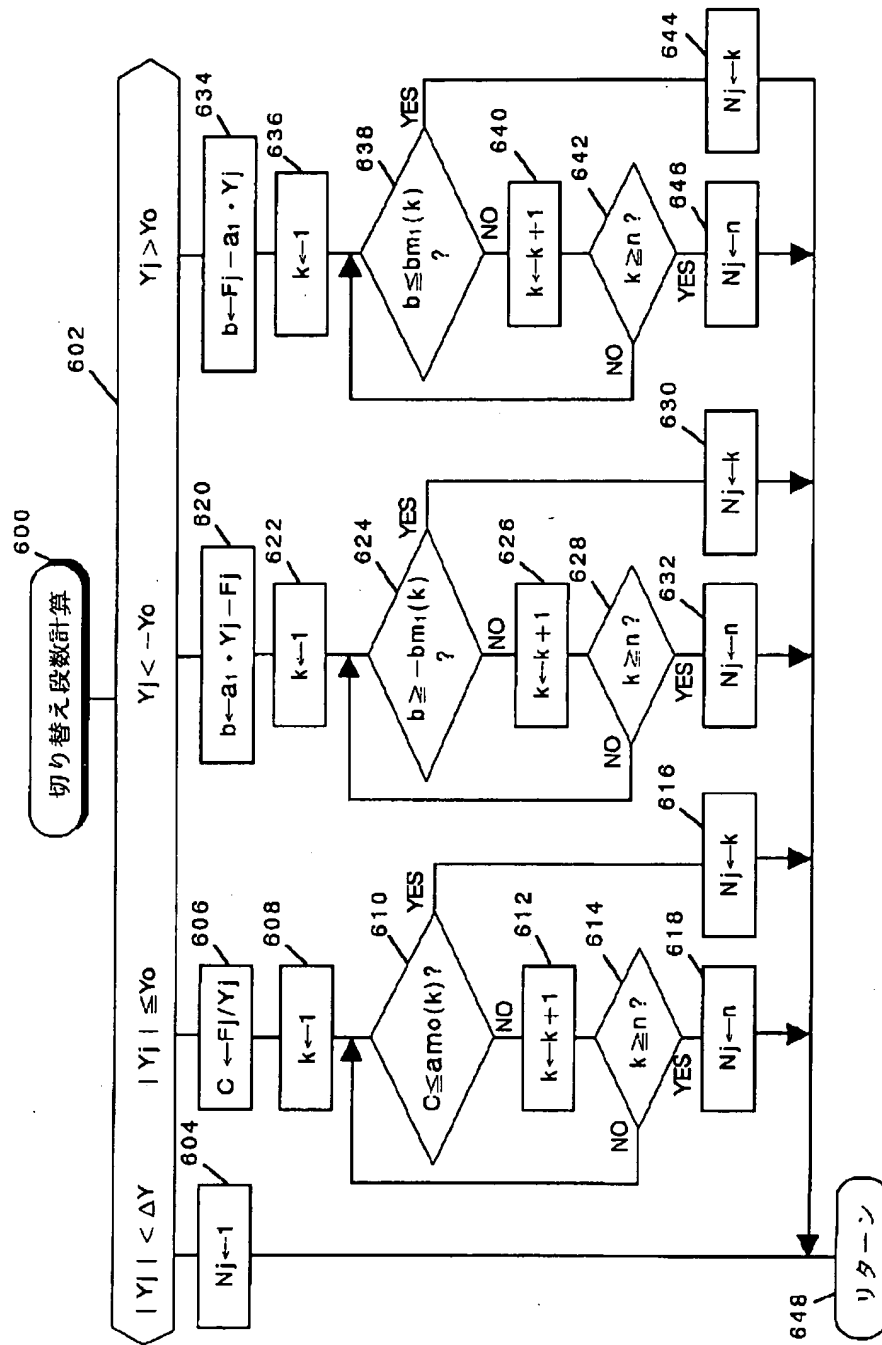 600
切り替え段数計算
602
|Yj|<ΔY
|Yj|≦Yo
Yj<-Yo
Yj>Yo
604
Nj←1
606
C←Fj/Yj
608
k←1
610
C≦amo(k)?
YES
NO
612
k←k+1
614
k≧n?
NO
YES
616
Nj←k
618
Nj←n
620
b←a₁・Yj-Fj
622
k←1
624
b≧-bm₁(k)
?
YES
NO
626
k←k+1
628
k≧n?
NO
YES
630
Nj←k
632
Nj←n
634
b←Fj-a₁・Yj
636
k←1
638
b≦bm₁(k)
?
YES
NO
640
k←k+1
642
k≧n?
NO
YES
644
Nj←k
646
Nj←n
648
リターン